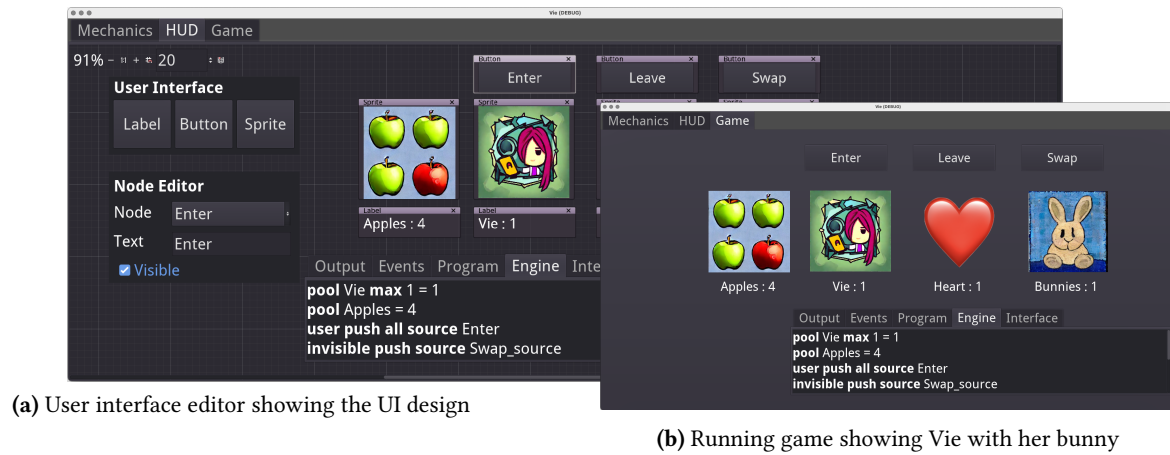 Vie (DEBUG)
Mechanics HUD Game
91% − 1:1 + 20
User Interface
Label Button Sprite
Node Editor
Node Enter
Text Enter
Visible
Button × Button × Button ×
Enter Leave Swap
Sprite × Sprite ×
Label × Label ×
Apples : 4 Vie : 1
Output Events Program Engine Inte
pool Vie max 1 = 1
pool Apples = 4
user push all source Enter
invisible push source Swap_source
(a) User interface editor showing the UI design
Vie (DEBUG)
Mechanics HUD Game
Enter Leave Swap
Apples : 4 Vie : 1 Heart : 1 Bunnies : 1
Output Events Program Engine Interface
pool Vie max 1 = 1
pool Apples = 4
user push all source Enter
invisible push source Swap_source
(b) Running game showing Vie with her bunny